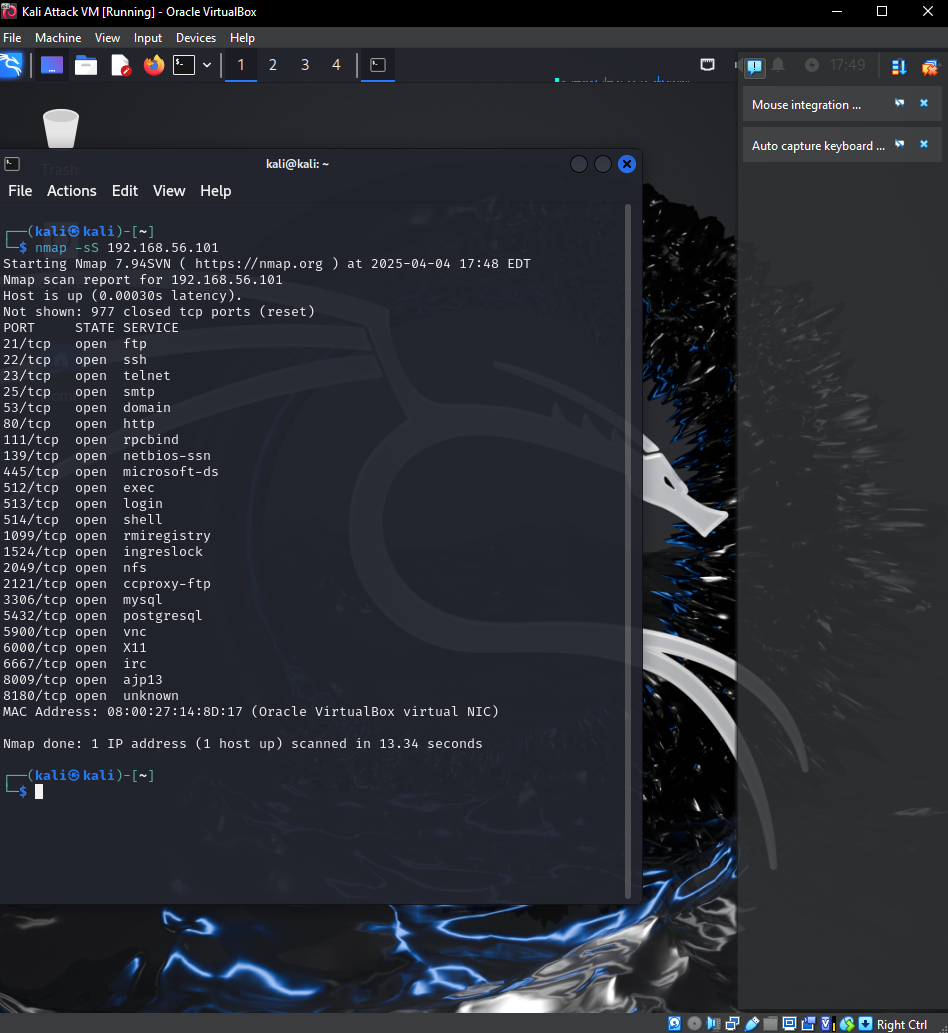 Kali Attack VM [Running] - Oracle VirtualBox
File Machine View Input Devices Help
1 2 3 4
17:49
Mouse integration ...
Auto capture keyboard ...
Trash
kali@kali: ~
File Actions Edit View Help
┌──(kali㉿kali)-[~]
└─$ nmap -sS 192.168.56.101
Starting Nmap 7.94SVN ( https://nmap.org ) at 2025-04-04 17:48 EDT
Nmap scan report for 192.168.56.101
Host is up (0.00030s latency).
Not shown: 977 closed tcp ports (reset)
PORT     STATE SERVICE
21/tcp   open  ftp
22/tcp   open  ssh
23/tcp   open  telnet
25/tcp   open  smtp
53/tcp   open  domain
80/tcp   open  http
111/tcp  open  rpcbind
139/tcp  open  netbios-ssn
445/tcp  open  microsoft-ds
512/tcp  open  exec
513/tcp  open  login
514/tcp  open  shell
1099/tcp open  rmiregistry
1524/tcp open  ingreslock
2049/tcp open  nfs
2121/tcp open  ccproxy-ftp
3306/tcp open  mysql
5432/tcp open  postgresql
5900/tcp open  vnc
6000/tcp open  X11
6667/tcp open  irc
8009/tcp open  ajp13
8180/tcp open  unknown
MAC Address: 08:00:27:14:8D:17 (Oracle VirtualBox virtual NIC)
Nmap done: 1 IP address (1 host up) scanned in 13.34 seconds
┌──(kali㉿kali)-[~]
└─$
Right Ctrl